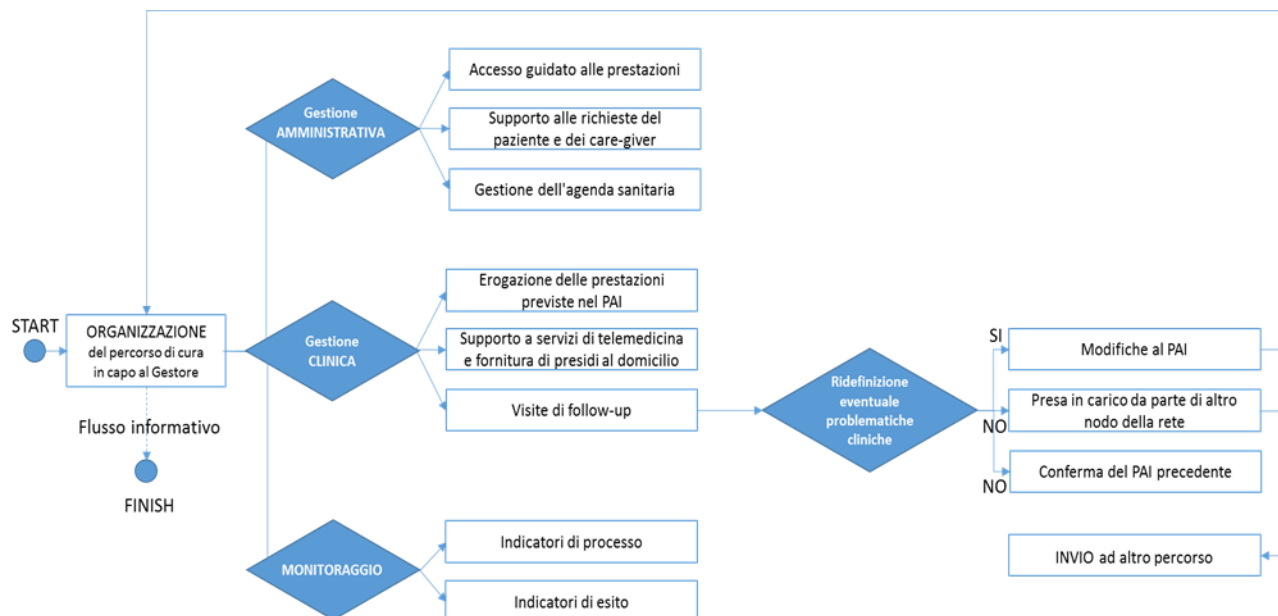 Accesso guidato alle prestazioni
Gestione
AMMINISTRATIVA
Supporto alle richieste del
paziente e dei care-giver
Gestione dell'agenda sanitaria
START
ORGANIZZAZIONE
del percorso di cura
in capo al Gestore
Flusso informativo
FINISH
Gestione
CLINICA
Erogazione delle prestazioni
previste nel PAI
Supporto a servizi di telemedicina
e fornitura di presidi al domicilio
Visite di follow-up
Ridefinizione
eventuale
problematiche
cliniche
SI
Modifiche al PAI
NO
Presa in carico da parte di altro
nodo della rete
NO
Conferma del PAI precedente
MONITORAGGIO
Indicatori di processo
Indicatori di esito
INVIO ad altro percorso